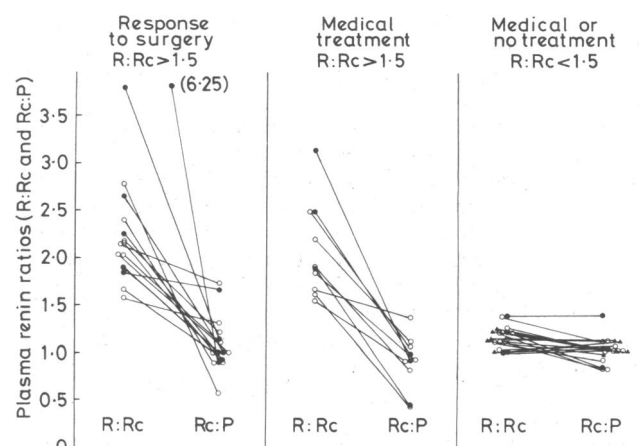 Response
to surgery
R:Rc>1·5
(6·25)
Medical
treatment
R:Rc>1·5
Medical or
no treatment
R:Rc<1·5
Plasma renin ratios (R:Rc and Rc:P)
3·5
3·0
2·5
2·0
1·5
1·0
0·5
0
R:Rc
Rc:P
R:Rc
Rc:P
R:Rc
Rc:P